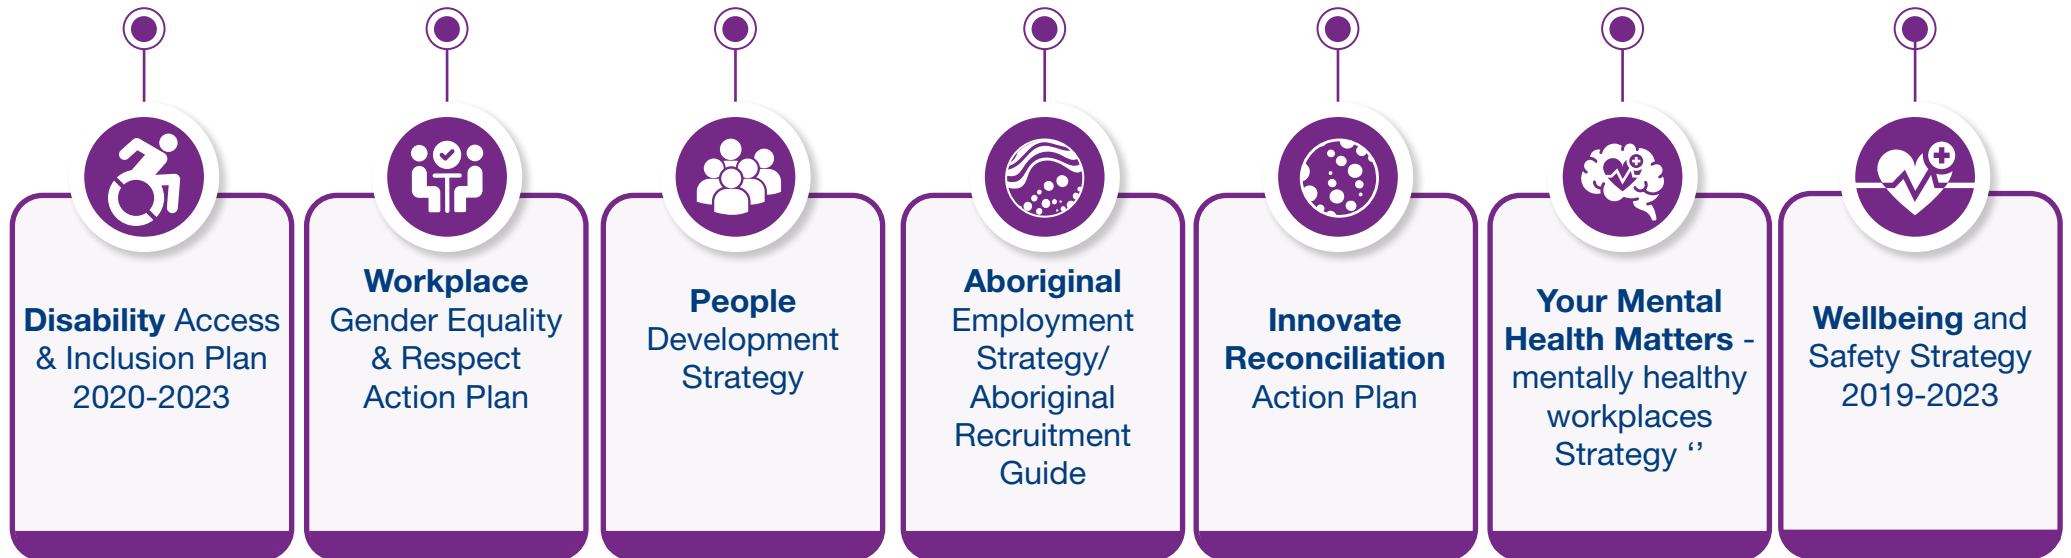 Disability Access
& Inclusion Plan
2020-2023
Workplace
Gender Equality
& Respect
Action Plan
People
Development
Strategy
Aboriginal
Employment
Strategy/
Aboriginal
Recruitment
Guide
Innovate
Reconciliation
Action Plan
Your Mental
Health Matters -
mentally healthy
workplaces
Strategy ‘’
Wellbeing and
Safety Strategy
2019-2023